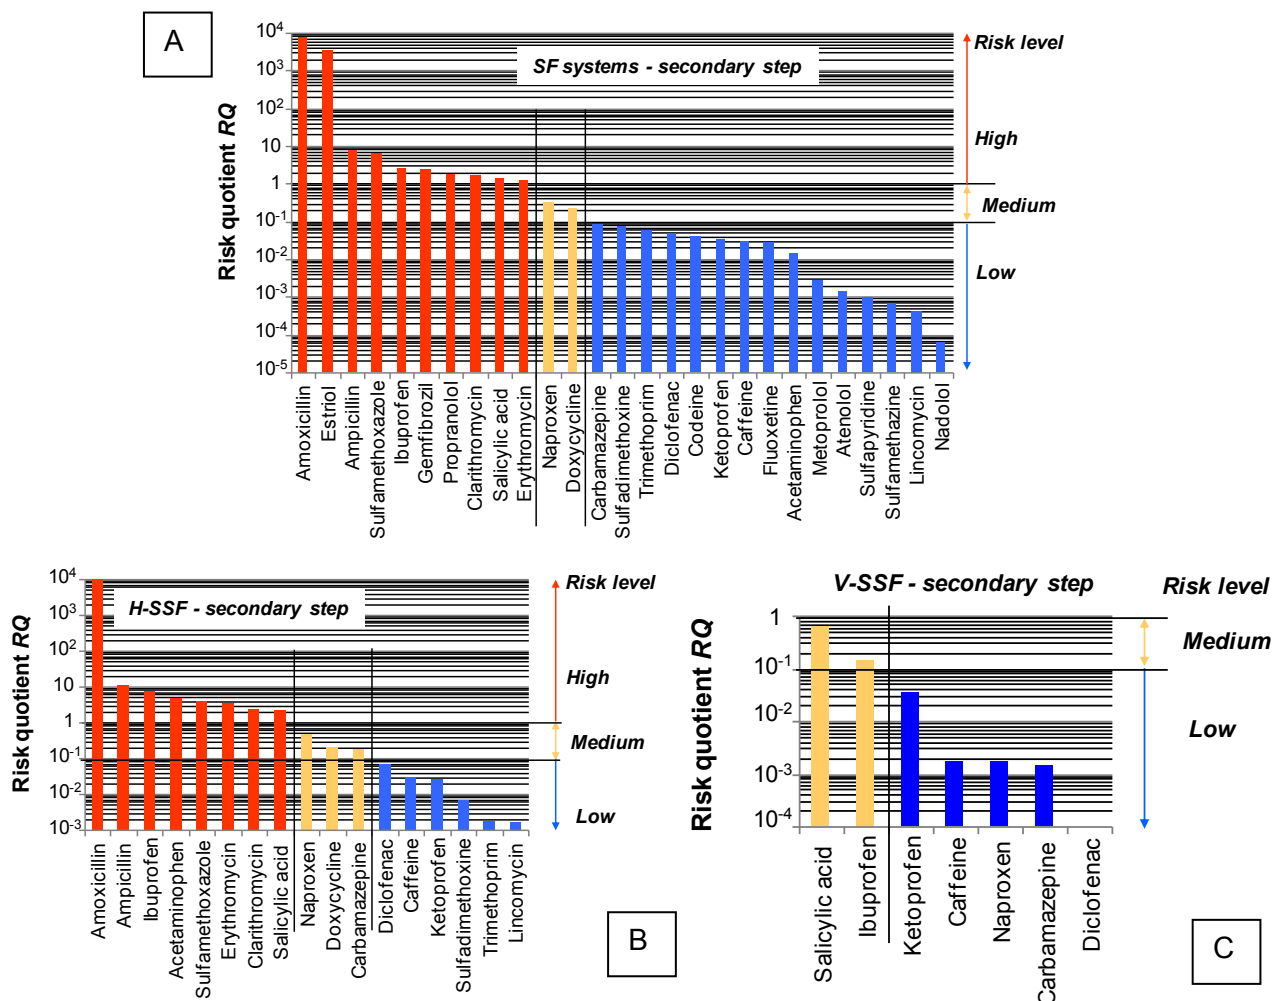 A
SF systems - secondary step
Risk level
High
Medium
Low
Risk quotient RQ
10^4
10^3
10^2
10
1
10^-1
10^-2
10^-3
10^-4
10^-5
Amoxicillin
Estriol
Ampicillin
Sulfamethoxazole
Ibuprofen
Gemfibrozil
Propranolol
Clarithromycin
Salicylic acid
Erythromycin
Naproxen
Doxycycline
Carbamazepine
Sulfadimethoxine
Trimethoprim
Diclofenac
Codeine
Ketoprofen
Caffeine
Fluoxetine
Acetaminophen
Metoprolol
Atenolol
Sulfapyridine
Sulfamethazine
Lincomycin
Nadolol
H-SSF - secondary step
Risk level
High
Medium
Low
Risk quotient RQ
10^4
10^3
10^2
10
1
10^-1
10^-2
10^-3
Amoxicillin
Ampicillin
Ibuprofen
Acetaminophen
Sulfamethoxazole
Erythromycin
Clarithromycin
Salicylic acid
Naproxen
Doxycycline
Carbamazepine
Diclofenac
Caffeine
Ketoprofen
Sulfadimethoxine
Trimethoprim
Lincomycin
B
V-SSF - secondary step
Risk level
Medium
Low
Risk quotient RQ
1
10^-1
10^-2
10^-3
10^-4
Salicylic acid
Ibuprofen
Ketoprofen
Caffeine
Naproxen
Carbamazepine
Diclofenac
C